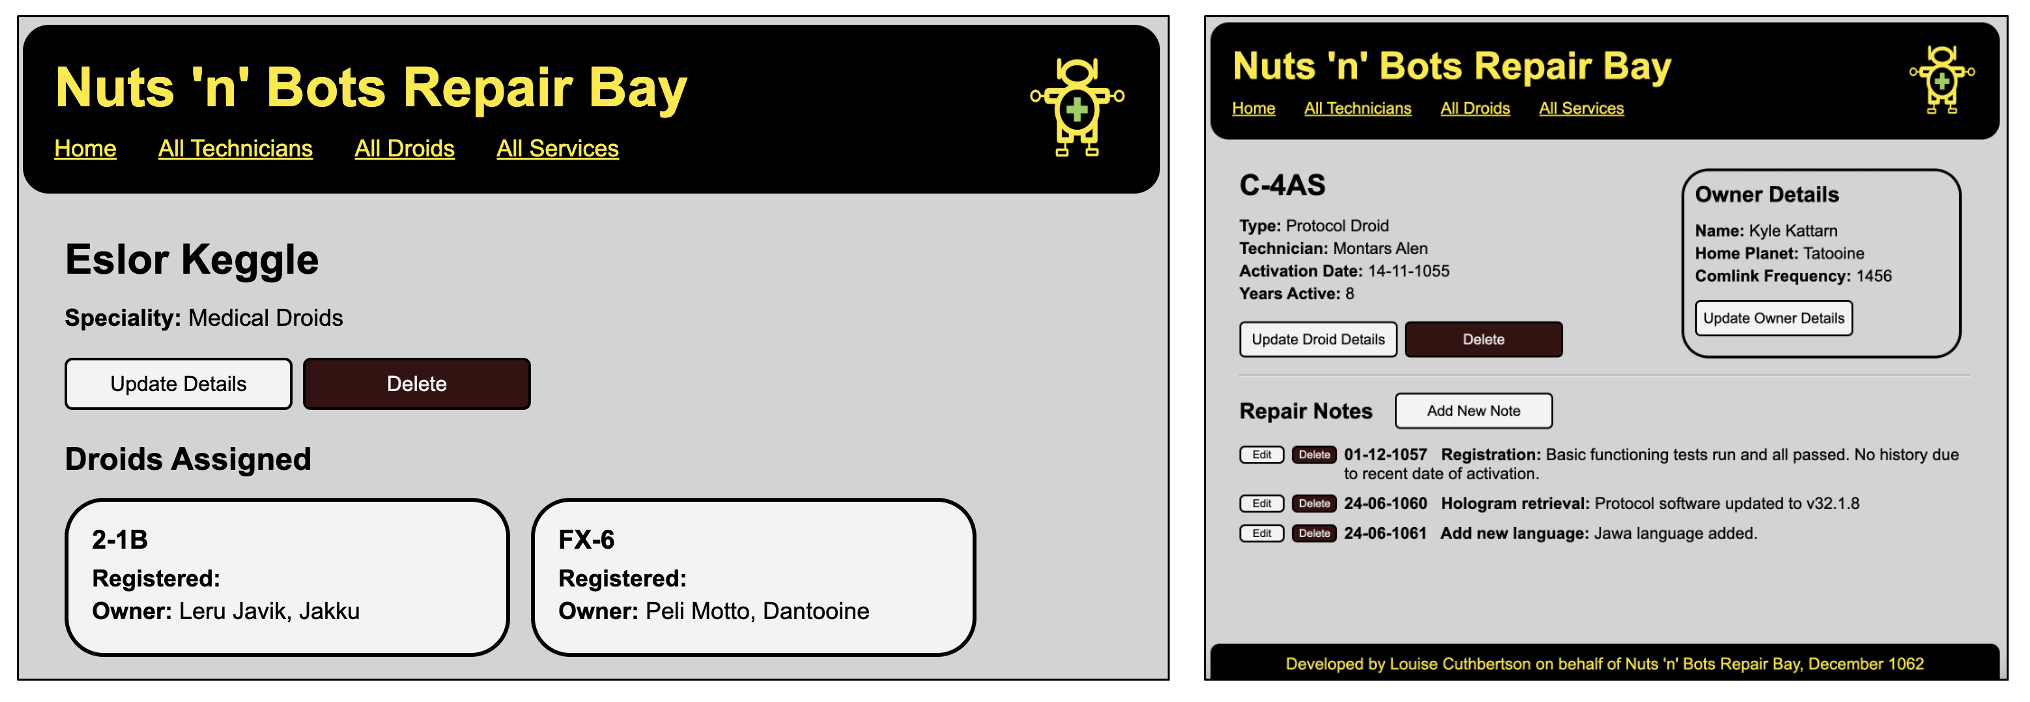 Nuts 'n' Bots Repair Bay
Home All Technicians All Droids All Services
Eslor Keggle
Speciality: Medical Droids
Update Details Delete
Droids Assigned
2-1B
Registered:
Owner: Leru Javik, Jakku
FX-6
Registered:
Owner: Peli Motto, Dantooine
Nuts 'n' Bots Repair Bay
Home All Technicians All Droids All Services
C-4AS
Type: Protocol Droid
Technician: Montars Alen
Activation Date: 14-11-1055
Years Active: 8
Update Droid Details Delete
Owner Details
Name: Kyle Kattarn
Home Planet: Tatooine
Comlink Frequency: 1456
Update Owner Details
Repair Notes Add New Note
Edit Delete 01-12-1057 Registration: Basic functioning tests run and all passed. No history due
to recent date of activation.
Edit Delete 24-06-1060 Hologram retrieval: Protocol software updated to v32.1.8
Edit Delete 24-06-1061 Add new language: Jawa language added.
Developed by Louise Cuthbertson on behalf of Nuts 'n' Bots Repair Bay, December 1062